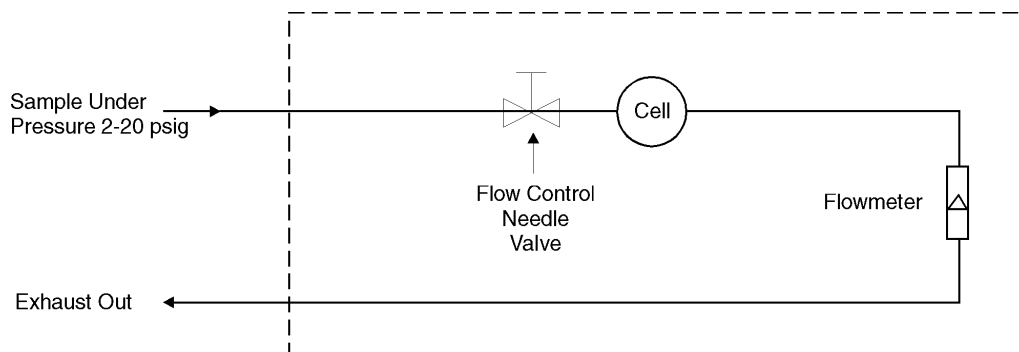 Sample Under
Pressure 2-20 psig
Cell
Flow Control
Needle
Valve
Flowmeter
Exhaust Out